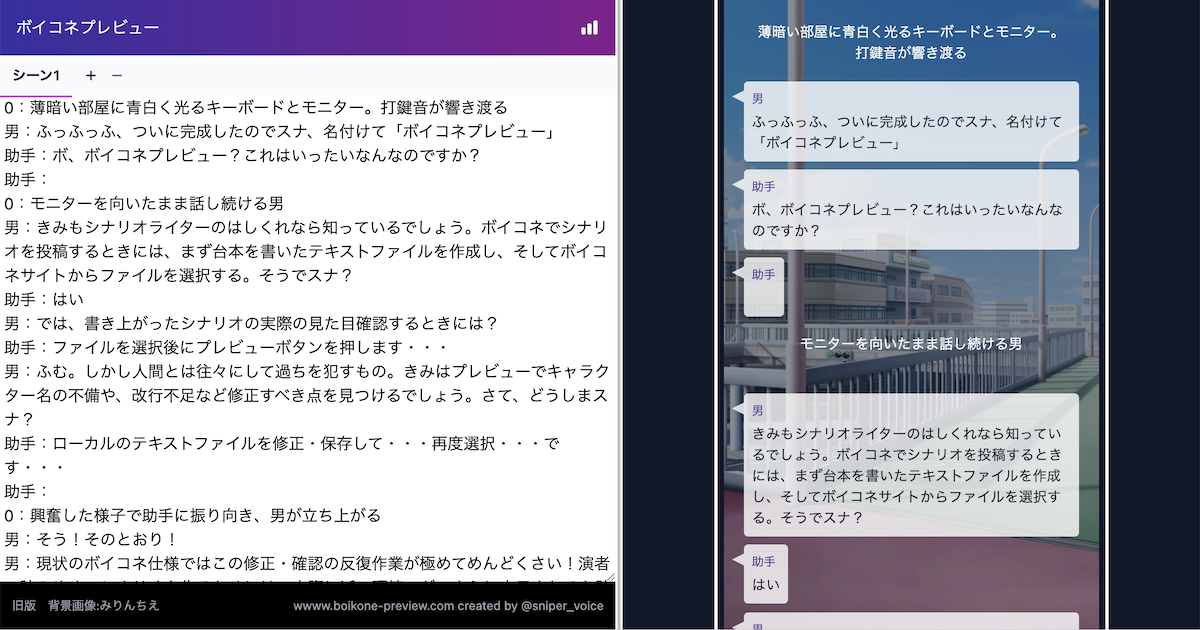 ボイコネプレビュー
シーン1 + −
0：薄暗い部屋に青白く光るキーボードとモニター。打鍵音が響き渡る
男：ふっふっふ、ついに完成したのでスナ、名付けて「ボイコネプレビュー」
助手：ボ、ボイコネプレビュー？これはいったいなんなのですか？
助手：
0：モニターを向いたまま話し続ける男
男：きみもシナリオライターのはしくれなら知っているでしょう。ボイコネでシナリ
オを投稿するときには、まず台本を書いたテキストファイルを作成し、そしてボイコ
ネサイトからファイルを選択する。そうでスナ？
助手：はい
男：では、書き上がったシナリオの実際の見た目確認するときには？
助手：ファイルを選択後にプレビューボタンを押します・・・
男：ふむ。しかし人間とは往々にして過ちを犯すもの。きみはプレビューでキャラク
ター名の不備や、改行不足など修正すべき点を見つけるでしょう。さて、どうしまス
ナ？
助手：ローカルのテキストファイルを修正・保存して・・・再度選択・・・で
す・・・
助手：
0：興奮した様子で助手に振り向き、男が立ち上がる
男：そう！そのとおり！
男：現状のボイコネ仕様ではこの修正・確認の反復作業が極めてめんどくさい！演者
旧版 背景画像:みりんちえ
wwww.boikone-preview.com created by @sniper_voice
薄暗い部屋に青白く光るキーボードとモニター。
打鍵音が響き渡る
男
ふっふっふ、ついに完成したのでスナ、名付けて
「ボイコネプレビュー」
助手
ボ、ボイコネプレビュー？これはいったいなんな
のですか？
助手
モニターを向いたまま話し続ける男
男
きみもシナリオライターのはしくれなら知ってい
るでしょう。ボイコネでシナリオを投稿するときに
は、まず台本を書いたテキストファイルを作成
し、そしてボイコネサイトからファイルを選択す
る。そうでスナ？
助手
はい
男